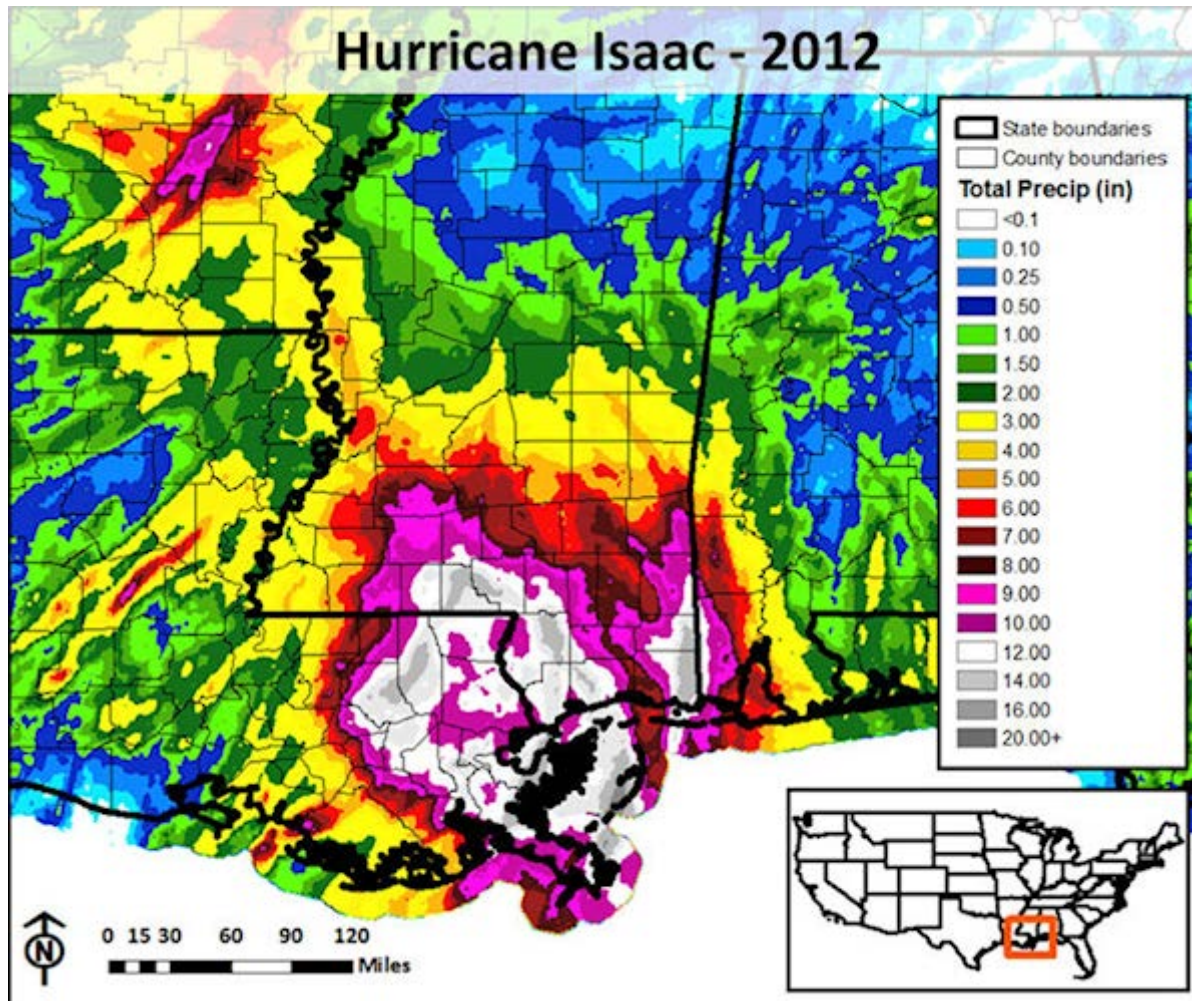 Hurricane Isaac - 2012
State boundaries
County boundaries
Total Precip (in)
<0.1
0.10
0.25
0.50
1.00
1.50
2.00
3.00
4.00
5.00
6.00
7.00
8.00
9.00
10.00
12.00
14.00
16.00
20.00+
N
0 15 30 60 90 120
Miles